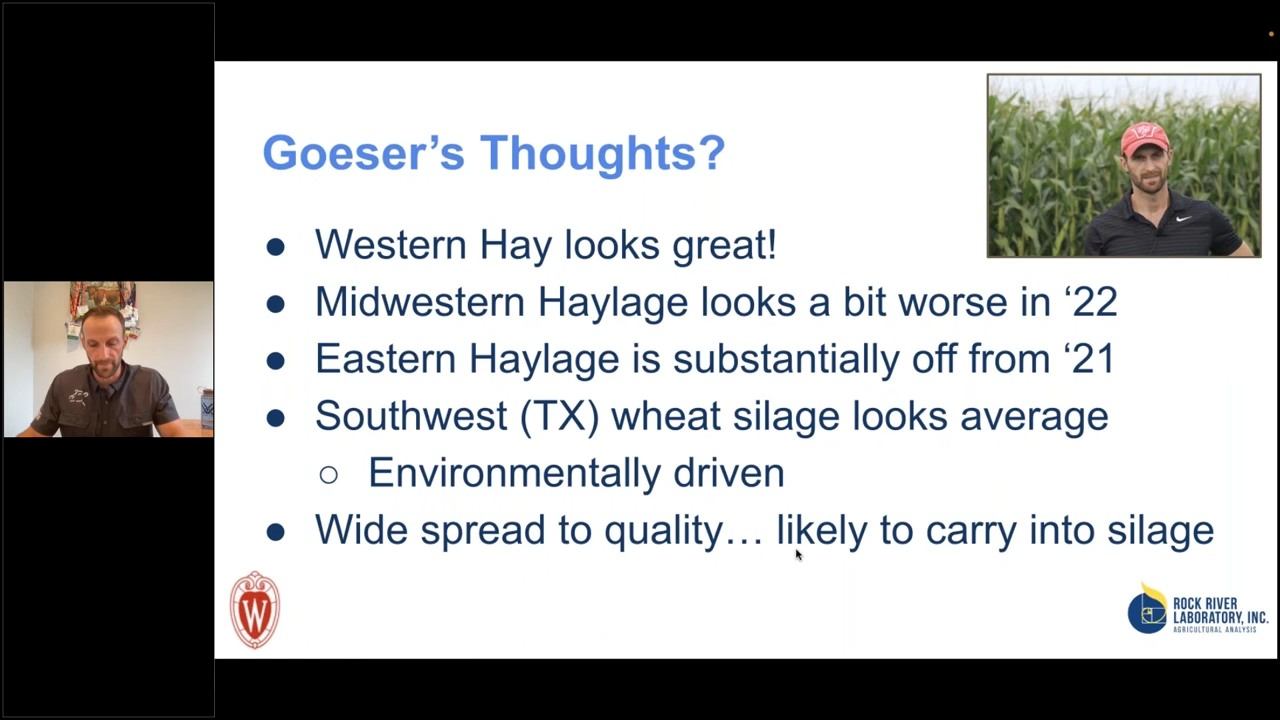 Goeser’s Thoughts?
● Western Hay looks great!
● Midwestern Haylage looks a bit worse in ‘22
● Eastern Haylage is substantially off from ‘21
● Southwest (TX) wheat silage looks average
○ Environmentally driven
● Wide spread to quality… likely to carry into silage
W
W
ROCK RIVER
LABORATORY, INC.
AGRICULTURAL ANALYSIS